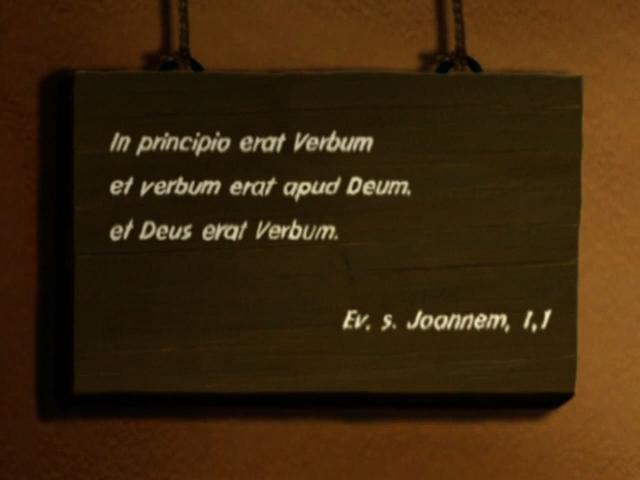 In principio erat Verbum
et verbum erat apud Deum,
et Deus erat Verbum.
Ev. s. Joannem, 1,1